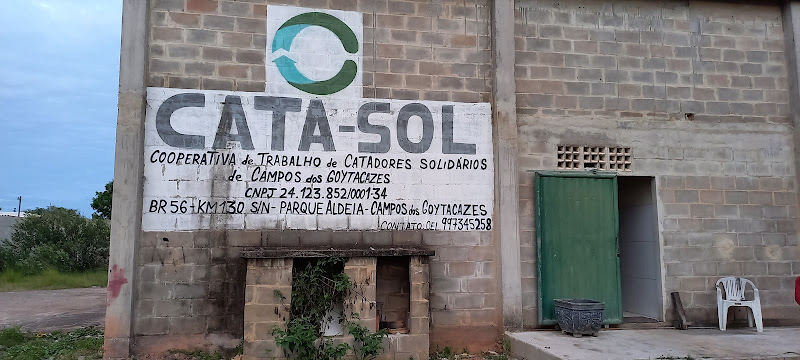 CATA-SOL
COOPERATIVA de TRABALHO de CATADORES SOLIDÁRIOS
de CAMPOS dos GOYTACAZES
CNPJ 24.123.852/0001-34
BR 56-KM 130 S/N-PARQUE ALDEIA-CAMPOS dos GOYTACAZES
CONTATO. CEL 997345258